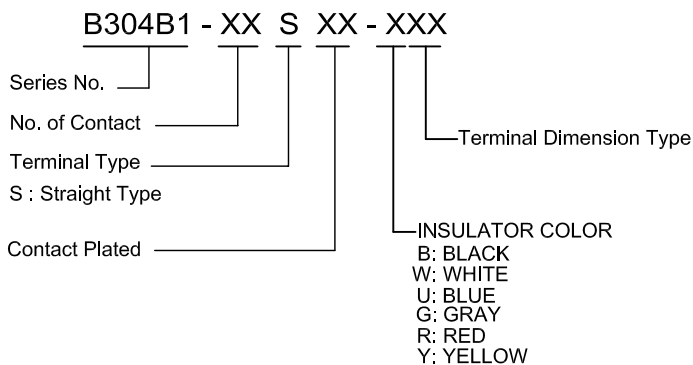 B304B1 - XX S XX - XXX
Series No.
No. of Contact
Terminal Dimension Type
Terminal Type
S : Straight Type
Contact Plated
INSULATOR COLOR
B: BLACK
W: WHITE
U: BLUE
G: GRAY
R: RED
Y: YELLOW